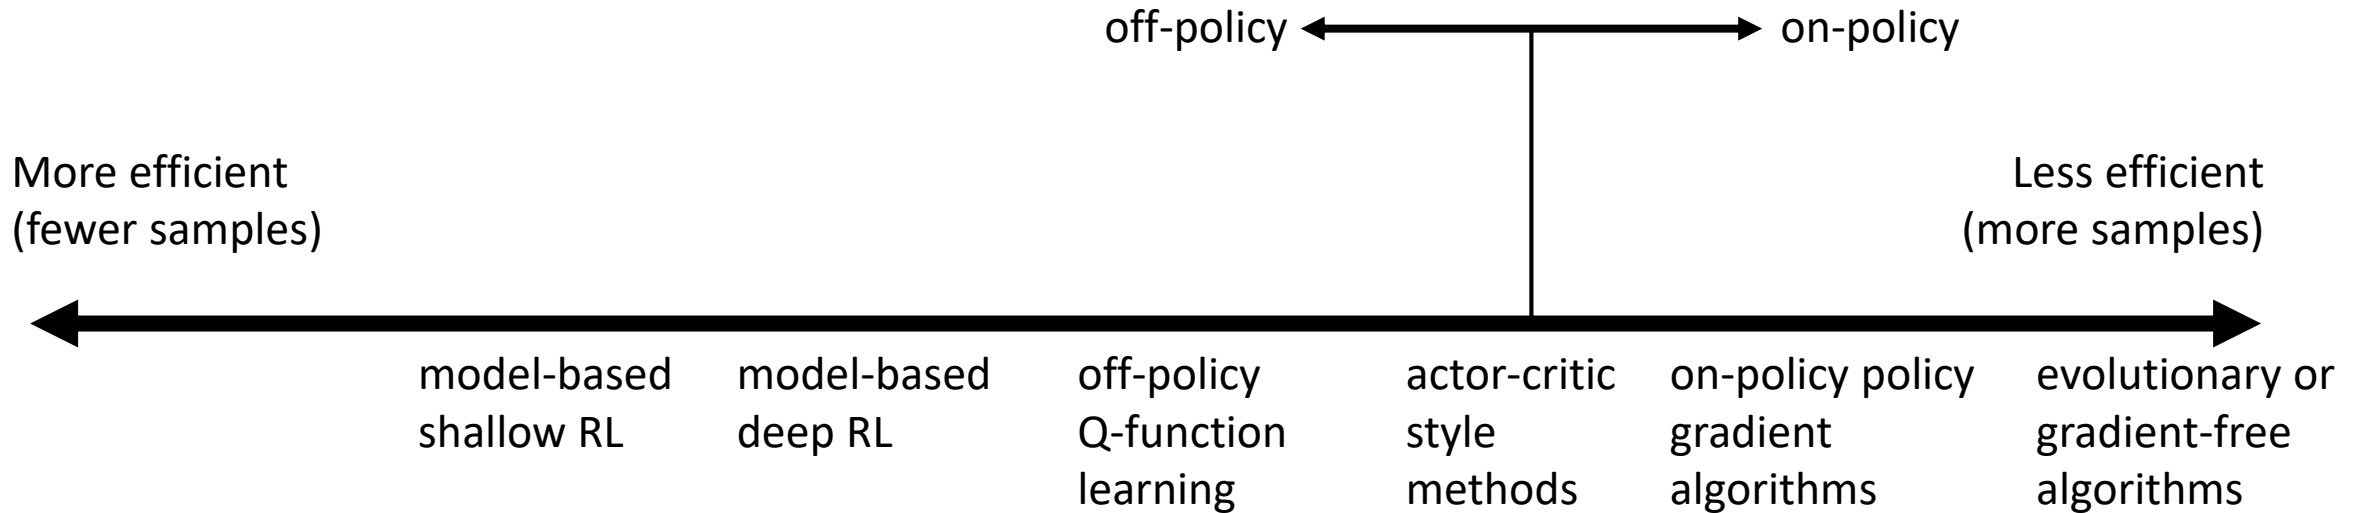 off-policy
on-policy
More efficient
(fewer samples)
Less efficient
(more samples)
model-based
shallow RL
model-based
deep RL
off-policy
Q-function
learning
actor-critic
style
methods
on-policy policy
gradient
algorithms
evolutionary or
gradient-free
algorithms